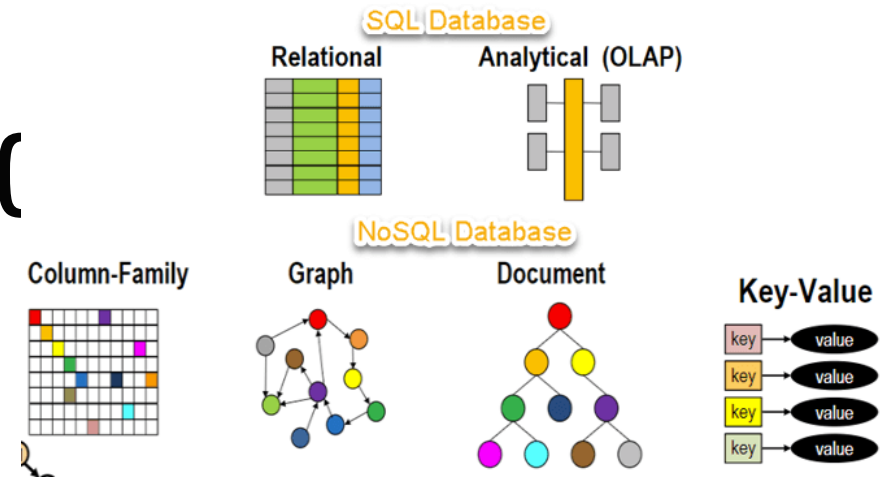 SQL Database
Relational
Analytical (OLAP)
NoSQL Database
Column-Family
Graph
Document
Key-Value
key value
key value
key value
key value